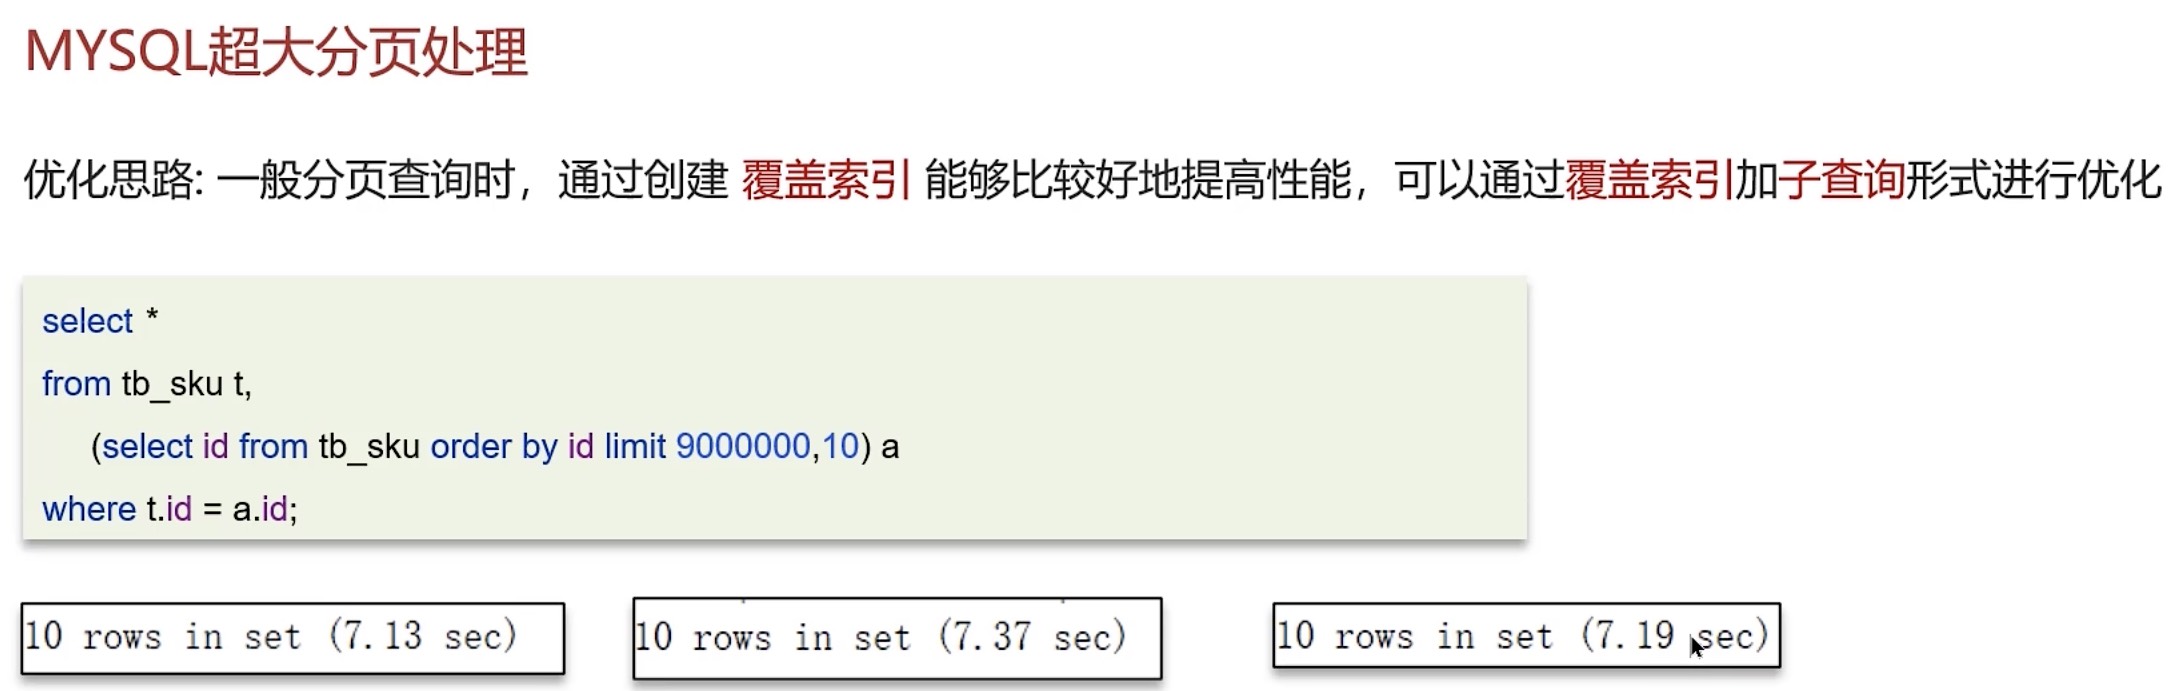 MYSQL超大分页处理
优化思路: 一般分页查询时，通过创建 覆盖索引 能够比较好地提高性能，可以通过覆盖索引加子查询形式进行优化
select *
from tb_sku t,
(select id from tb_sku order by id limit 9000000,10) a
where t.id = a.id;
10 rows in set (7.13 sec)
10 rows in set (7.37 sec)
10 rows in set (7.19 sec)